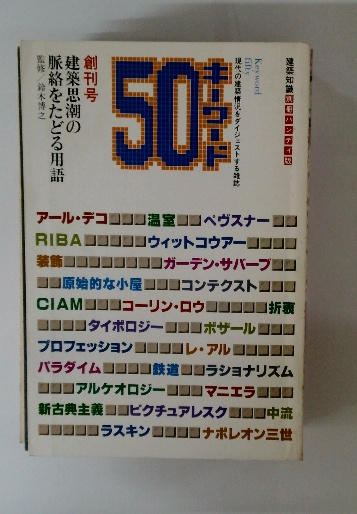 建築知識 別冊ハンディ版
Keyword
fifty
現代の建築情況をダイジェストする雑誌
キーワード
50
創刊号
建築思潮の
脈絡をたどる用語
監修／鈴木博之
アール・デコ 温室 ペヴスナー
RIBA ウィットコウアー
装飾 ガーデン・サバーブ
原始的な小屋 コンテクスト
CIAM コーリン・ロウ 折衷
タイポロジー ボザール
プロフェッション レ・アル
パラダイム 鉄道 ラショナリズム
アルケオロジー マニエラ
新古典主義 ピクチュアレスク 中流
ラスキン ナポレオン三世